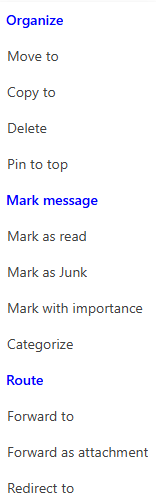 Organize
Move to
Copy to
Delete
Pin to top
Mark message
Mark as read
Mark as Junk
Mark with importance
Categorize
Route
Forward to
Forward as attachment
Redirect to